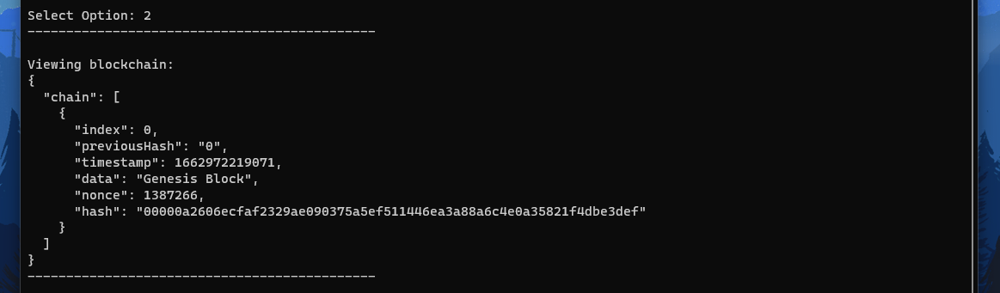 Select Option: 2
---------------------------------------------
Viewing blockchain:
{
  "chain": [
    {
      "index": 0,
      "previousHash": "0",
      "timestamp": 1662972219071,
      "data": "Genesis Block",
      "nonce": 1387266,
      "hash": "00000a2606ecfaf2329ae090375a5ef511446ea3a88a6c4e0a35821f4dbe3def"
    }
  ]
}
---------------------------------------------